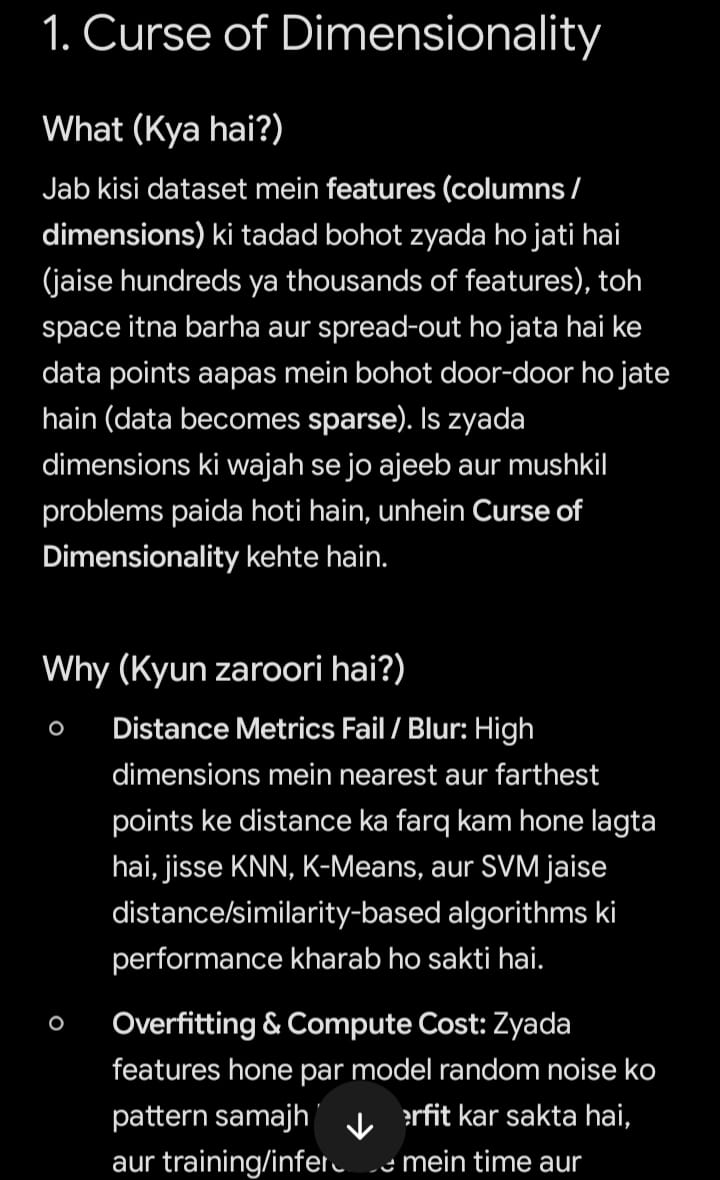 1. Curse of Dimensionality
What (Kya hai?)
Jab kisi dataset mein features (columns /
dimensions) ki tadad bohot zyada ho jati hai
(jaise hundreds ya thousands of features), toh
space itna barha aur spread-out ho jata hai ke
data points aapas mein bohot door-door ho jate
hain (data becomes sparse). Is zyada
dimensions ki wajah se jo ajeeb aur mushkil
problems paida hoti hain, unhein Curse of
Dimensionality kehte hain.
Why (Kyun zaroori hai?)
Distance Metrics Fail / Blur: High
dimensions mein nearest aur farthest
points ke distance ka farq kam hone lagta
hai, jisse KNN, K-Means, aur SVM jaise
distance/similarity-based algorithms ki
performance kharab ho sakti hai.
Overfitting & Compute Cost: Zyada
features hone par model random noise ko
pattern samajh kar sakta hai,
aur mein time aur